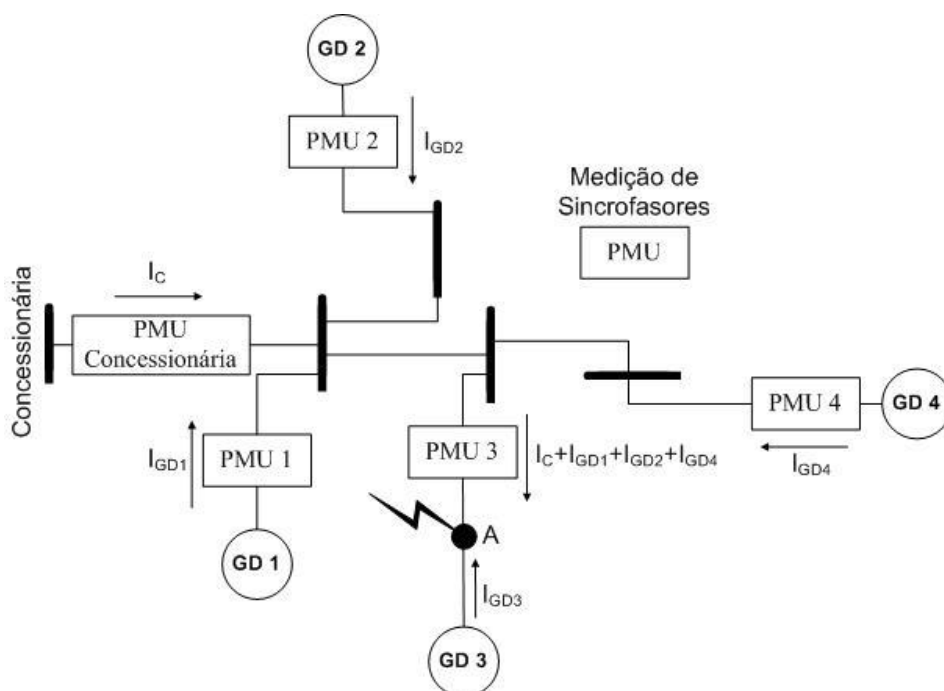 GD 2
PMU 2
I_GD2
Medição de
Sincrofasores
PMU
Concessionária
I_C
PMU
Concessionária
I_GD1
PMU 1
GD 1
PMU 3
I_C+I_GD1+I_GD2+I_GD4
A
I_GD3
GD 3
PMU 4
GD 4
I_GD4